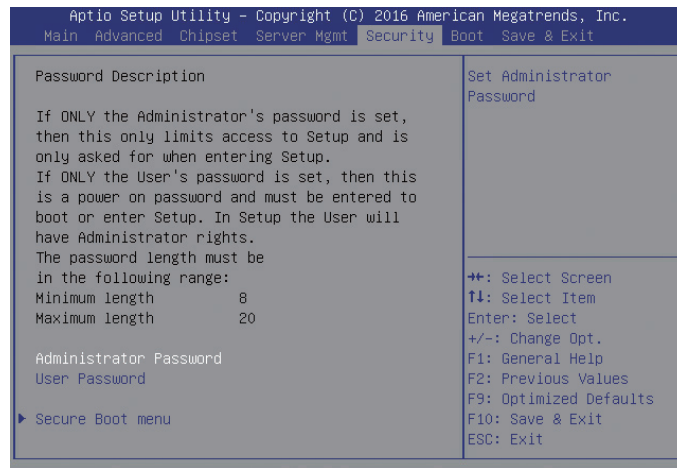 Aptio Setup Utility – Copyright (C) 2016 American Megatrends, Inc.
Main Advanced Chipset Server Mgmt Security Boot Save & Exit
Password Description
If ONLY the Administrator's password is set,
then this only limits access to Setup and is
only asked for when entering Setup.
If ONLY the User's password is set, then this
is a power on password and must be entered to
boot or enter Setup. In Setup the User will
have Administrator rights.
The password length must be
in the following range:
Minimum length 8
Maximum length 20
Administrator Password
User Password
Secure Boot menu
Set Administrator
Password
→←: Select Screen
↑↓: Select Item
Enter: Select
+/-: Change Opt.
F1: General Help
F2: Previous Values
F9: Optimized Defaults
F10: Save & Exit
ESC: Exit